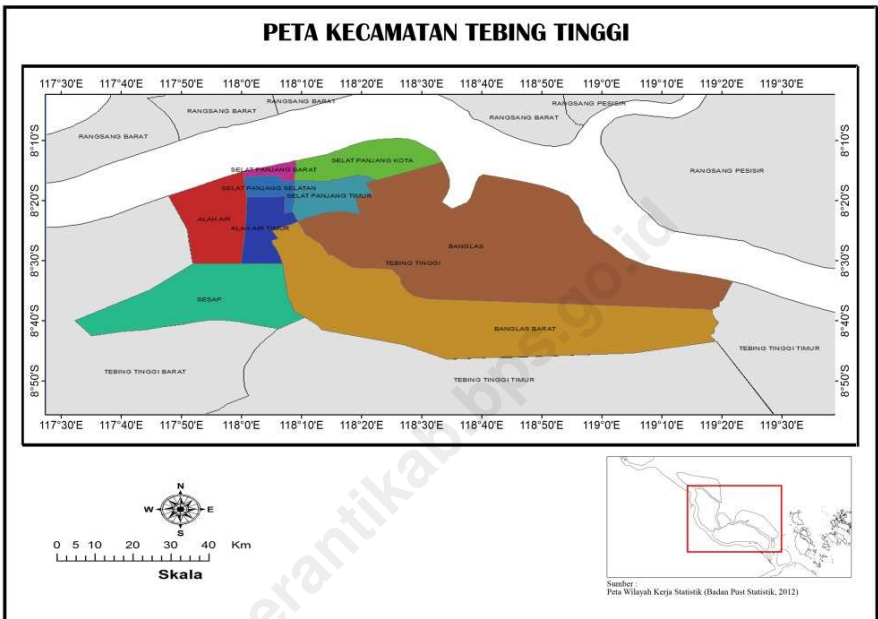 PETA KECAMATAN TEBING TINGGI
117°30'E 117°40'E 117°50'E 118°0'E 118°10'E 118°20'E 118°30'E 118°40'E 118°50'E 119°0'E 119°10'E 119°20'E 119°30'E
RANGSANG BARAT
RANGSANG BARAT
RANGSANG BARAT
RANGSANG BARAT
RANGSANG PESISIR
RANGSANG PESISIR
8°10'S
8°10'S
SELAT PANJANG KOTA
SELAT PANJANG BARAT
SELAT PANJANG SELATAN
SELAT PANJANG TIMUR
8°20'S
8°20'S
ALAH AIR
ALAH AIR TIMUR
BANGLAS
TEBING TINGGI
8°30'S
8°30'S
SESAP
BANGLAS BARAT
8°40'S
8°40'S
TEBING TINGGI TIMUR
TEBING TINGGI BARAT
TEBING TINGGI TIMUR
8°50'S
8°50'S
117°30'E 117°40'E 117°50'E 118°0'E 118°10'E 118°20'E 118°30'E 118°40'E 118°50'E 119°0'E 119°10'E 119°20'E 119°30'E
N
W E
S
0 5 10 20 30 40 Km
Skala
Sumber :
Peta Wilayah Kerja Statistik (Badan Pust Statistik, 2012)
erantikab.bps.go.id